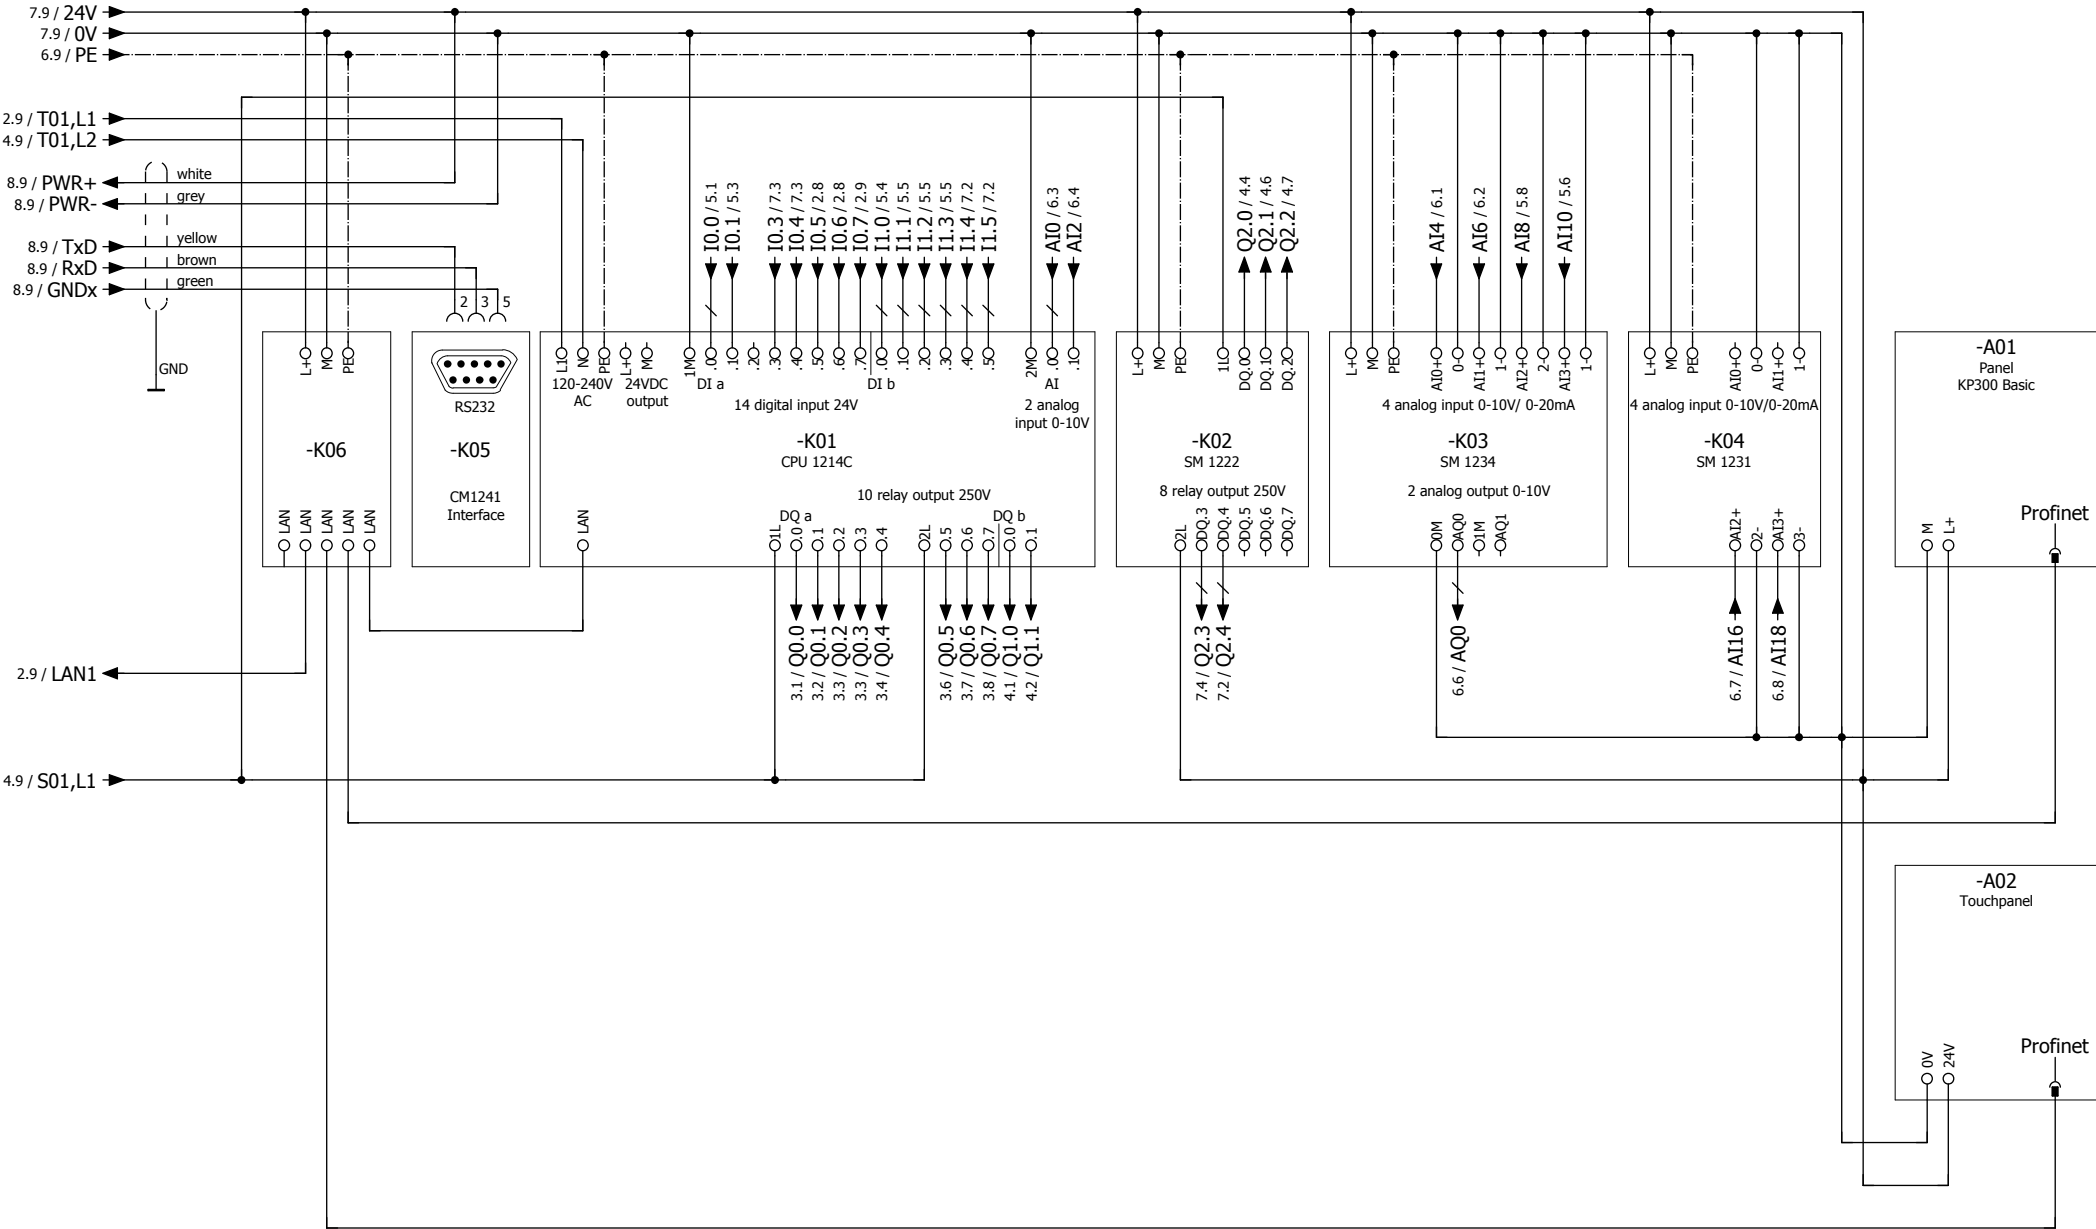 7.9 / 24V
7.9 / 0V
6.9 / PE
2.9 / T01,L1
4.9 / T01,L2
8.9 / PWR+ white
8.9 / PWR- grey
8.9 / TxD yellow
8.9 / RxD brown
8.9 / GNDx green
GND
2.9 / LAN1
4.9 / S01,L1
L+ M PE
-K06
LAN LAN LAN LAN LAN
2 3 5
RS232
-K05
CM1241
Interface
I0.0 / 5.1
I0.1 / 5.3
I0.3 / 7.3
I0.4 / 7.3
I0.5 / 2.8
I0.6 / 2.8
I0.7 / 2.9
I1.0 / 5.4
I1.1 / 5.5
I1.2 / 5.5
I1.3 / 5.5
I1.4 / 7.2
I1.5 / 7.2
AI0 / 6.3
AI2 / 6.4
L1 N PE L+ M 1M .0 .1 .2 .3 .4 .5 .6 .7 .0 .1 .2 .3 .4 .5 2M .0 .1
120-240V
AC
24VDC
output
DI a
DI b
AI
14 digital input 24V
2 analog
input 0-10V
-K01
CPU 1214C
10 relay output 250V
DQ a
DQ b
LAN 1L .0 .1 .2 .3 .4 2L .5 .6 .7 .0 .1
3.1 / Q0.0
3.2 / Q0.1
3.3 / Q0.2
3.3 / Q0.3
3.4 / Q0.4
3.6 / Q0.5
3.7 / Q0.6
3.8 / Q0.7
4.1 / Q1.0
4.2 / Q1.1
Q2.0 / 4.4
Q2.1 / 4.6
Q2.2 / 4.7
L+ M PE 1L DQ.0 DQ.1 DQ.2
-K02
SM 1222
8 relay output 250V
2L DQ.3 DQ.4 DQ.5 DQ.6 DQ.7
7.4 / Q2.3
7.2 / Q2.4
AI4 / 6.1
AI6 / 6.2
AI8 / 5.8
AI10 / 5.6
L+ M PE AI0+ 0- AI1+ 1- AI2+ 2- AI3+ 1-
4 analog input 0-10V/ 0-20mA
-K03
SM 1234
2 analog output 0-10V
0M AQ0 1M AQ1
6.6 / AQ0
L+ M PE AI0+ 0- AI1+ 1-
4 analog input 0-10V/0-20mA
-K04
SM 1231
AI2+ 2- AI3+ 3-
6.7 / AI16
6.8 / AI18
-A01
Panel
KP300 Basic
Profinet
M L+
-A02
Touchpanel
Profinet
0V 24V